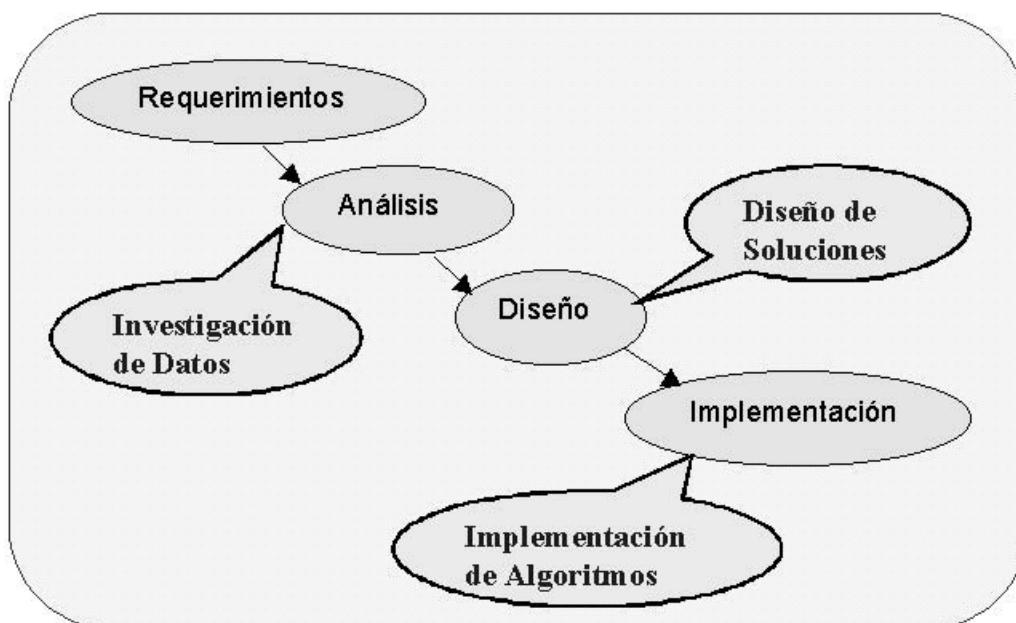 Requerimientos
Análisis
Diseño de
Soluciones
Diseño
Investigación
de Datos
Implementación
Implementación
de Algoritmos